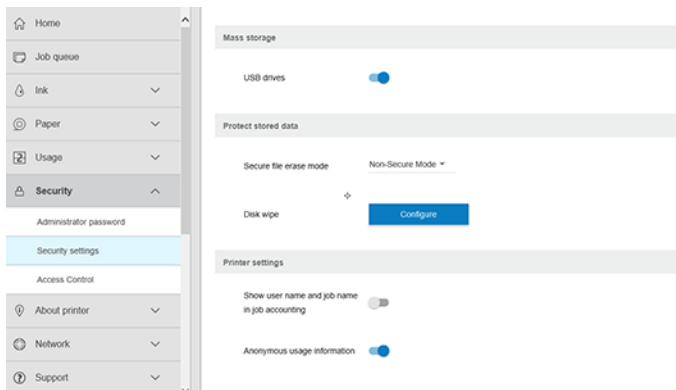 Home
Job queue
Ink
Paper
Usage
Security
Administrator password
Security settings
Access Control
About printer
Network
Support
Mass storage
USB drives
Protect stored data
Secure file erase mode
Non-Secure Mode
Disk wipe
Configure
Printer settings
Show user name and job name
in job accounting
Anonymous usage information